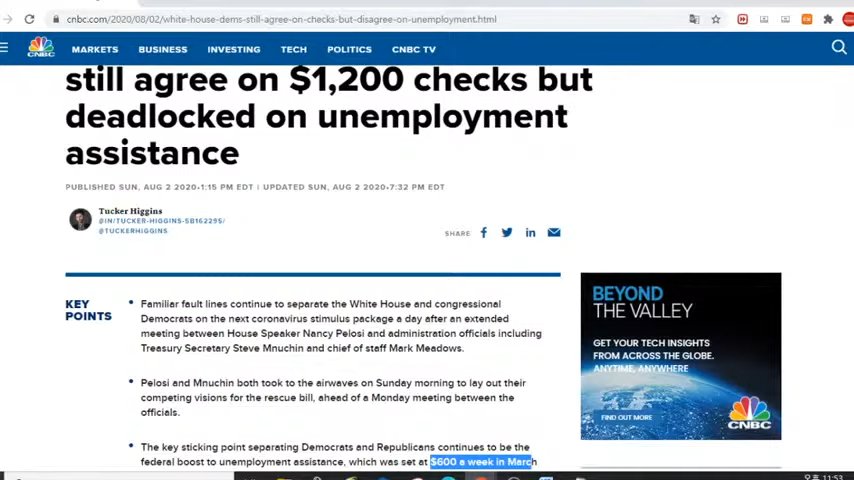 cnbc.com/2020/08/02/white-house-dems-still-agree-on-checks-but-disagree-on-unemployment.html
CNBC MARKETS BUSINESS INVESTING TECH POLITICS CNBC TV
still agree on $1,200 checks but
deadlocked on unemployment
assistance
PUBLISHED SUN, AUG 2 2020•1:15 PM EDT | UPDATED SUN, AUG 2 2020•7:32 PM EDT
Tucker Higgins
@IN/TUCKER-HIGGINS-5B162295/
@TUCKERHIGGINS
SHARE
KEY
POINTS
• Familiar fault lines continue to separate the White House and congressional
Democrats on the next coronavirus stimulus package a day after an extended
meeting between House Speaker Nancy Pelosi and administration officials including
Treasury Secretary Steve Mnuchin and chief of staff Mark Meadows.
• Pelosi and Mnuchin both took to the airwaves on Sunday morning to lay out their
competing visions for the rescue bill, ahead of a Monday meeting between the
officials.
• The key sticking point separating Democrats and Republicans continues to be the
federal boost to unemployment assistance, which was set at $600 a week in March
BEYOND
THE VALLEY
GET YOUR TECH INSIGHTS
FROM ACROSS THE GLOBE.
ANYTIME, ANYWHERE
FIND OUT MORE
CNBC
오후 11:53